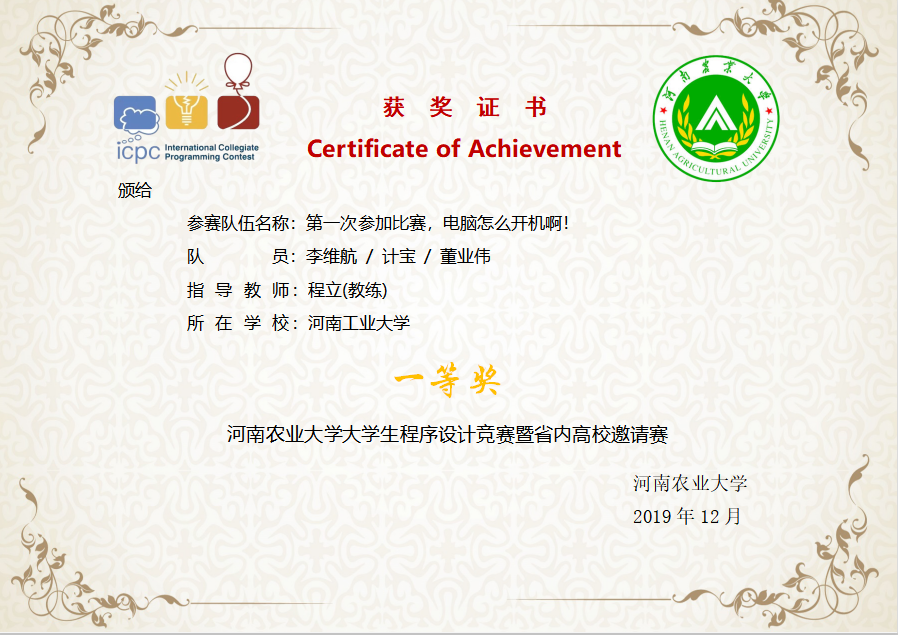 获 奖 证 书
Certificate of Achievement
icpc International Collegiate
Programming Contest
河南农业大学
HENAN AGRICULTURAL UNIVERSITY
颁给
参赛队伍名称：第一次参加比赛，电脑怎么开机啊！
队 员：李维航 / 计宝 / 董业伟
指 导 教 师：程立(教练)
所 在 学 校：河南工业大学
一等奖
河南农业大学大学生程序设计竞赛暨省内高校邀请赛
河南农业大学
2019 年 12 月